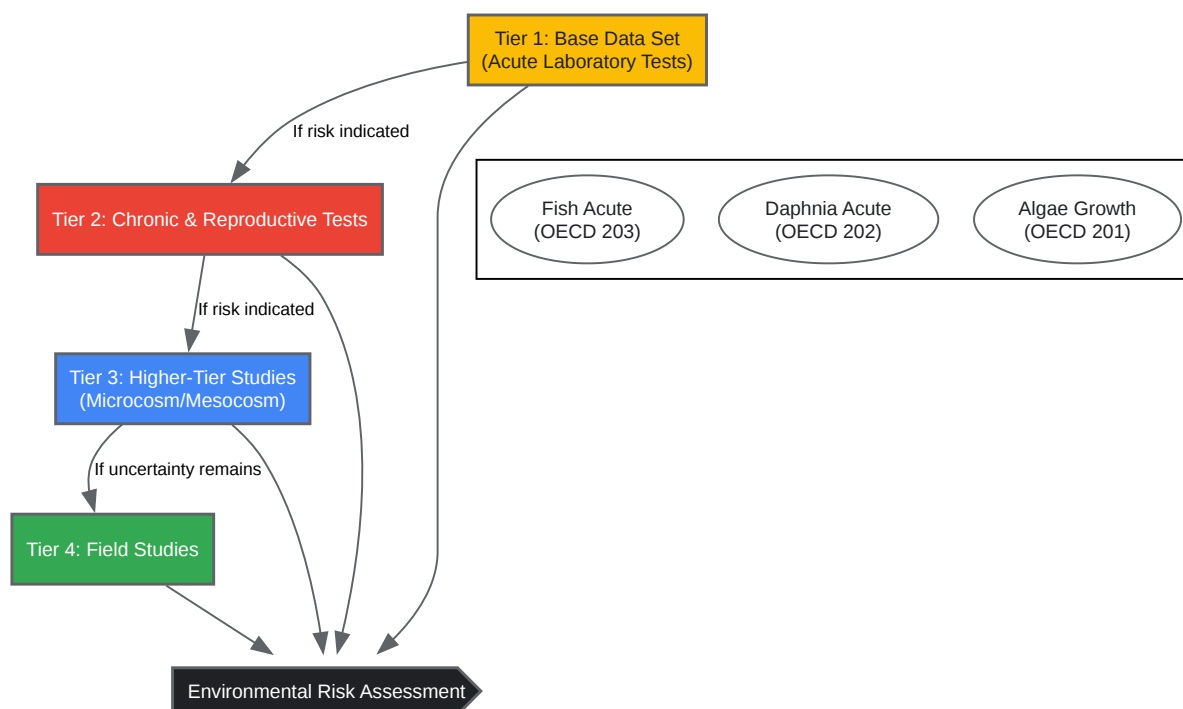 Tier 1: Base Data Set
(Acute Laboratory Tests)
If risk indicated
Tier 2: Chronic & Reproductive Tests
Fish Acute
(OECD 203)
Daphnia Acute
(OECD 202)
Algae Growth
(OECD 201)
If risk indicated
Tier 3: Higher-Tier Studies
(Microcosm/Mesocosm)
If uncertainty remains
Tier 4: Field Studies
Environmental Risk Assessment